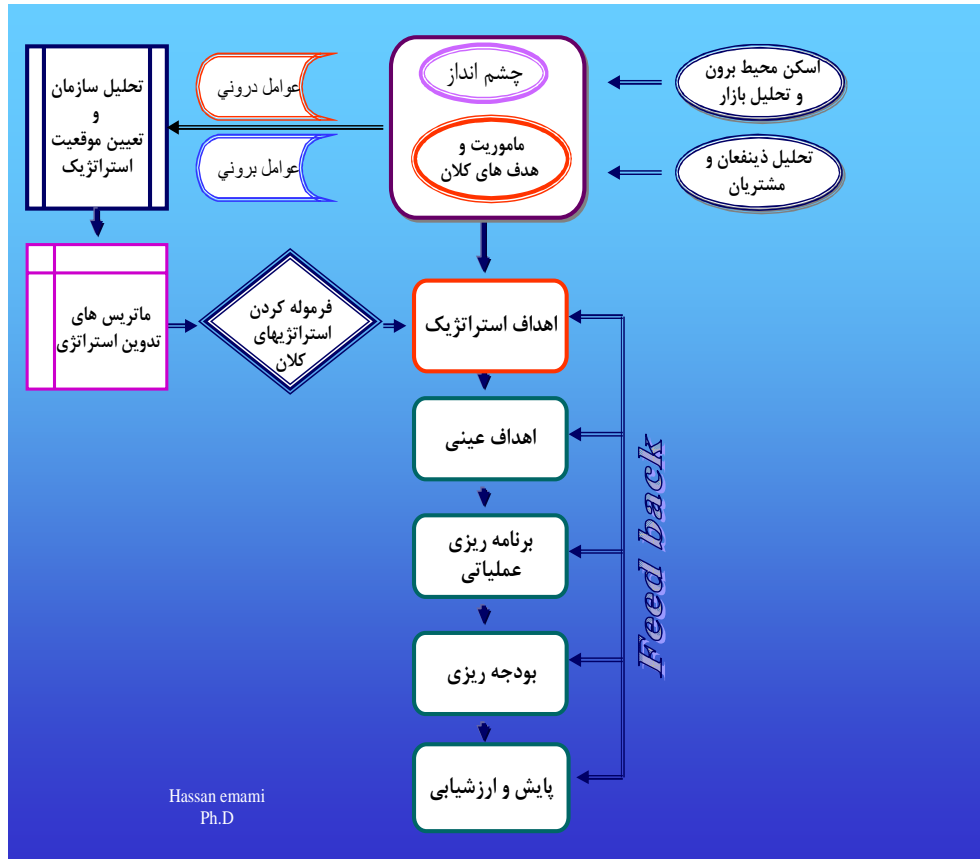 اسکن محیط برون
و تحلیل بازار
تحلیل ذینفعان و
مشتریان
چشم انداز
ماموریت و
هدف های کلان
عوامل دروني
عوامل بروني
تحلیل سازمان
و
تعیین موقعیت
استراتژیک
ماتریس های
تدوین استراتژی
فرموله کردن
استراتژیهای
کلان
اهداف استراتژیک
اهداف عینی
برنامه ریزی
عملیاتی
بودجه ریزی
پایش و ارزشیابی
Feed back
Hassan emami
Ph.D